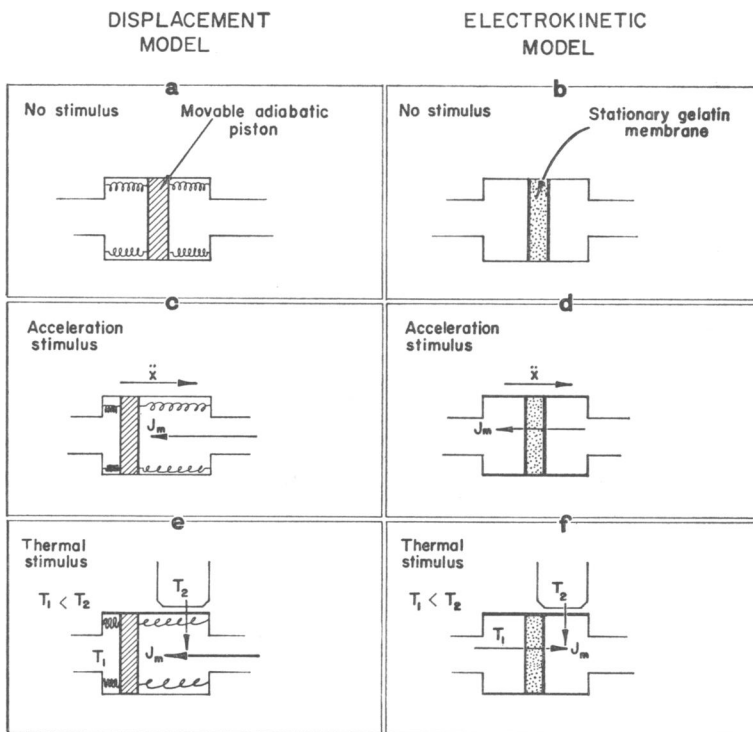 DISPLACEMENT
MODEL
ELECTROKINETIC
MODEL
a
No stimulus
Movable adiabatic
piston
b
No stimulus
Stationary gelatin
membrane
c
Acceleration
stimulus
ẍ
Jm
d
Acceleration
stimulus
ẍ
Jm
e
Thermal
stimulus
T1 < T2
T2
T1
Jm
f
Thermal
stimulus
T1 < T2
T2
T1
Jm